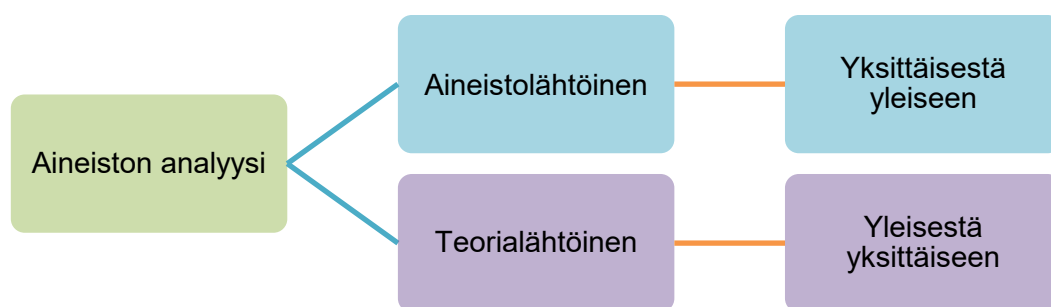 Aineiston analyysi
Aineistolähtöinen
Yksittäisestä
yleiseen
Teorialähtöinen
Yleisestä
yksittäiseen